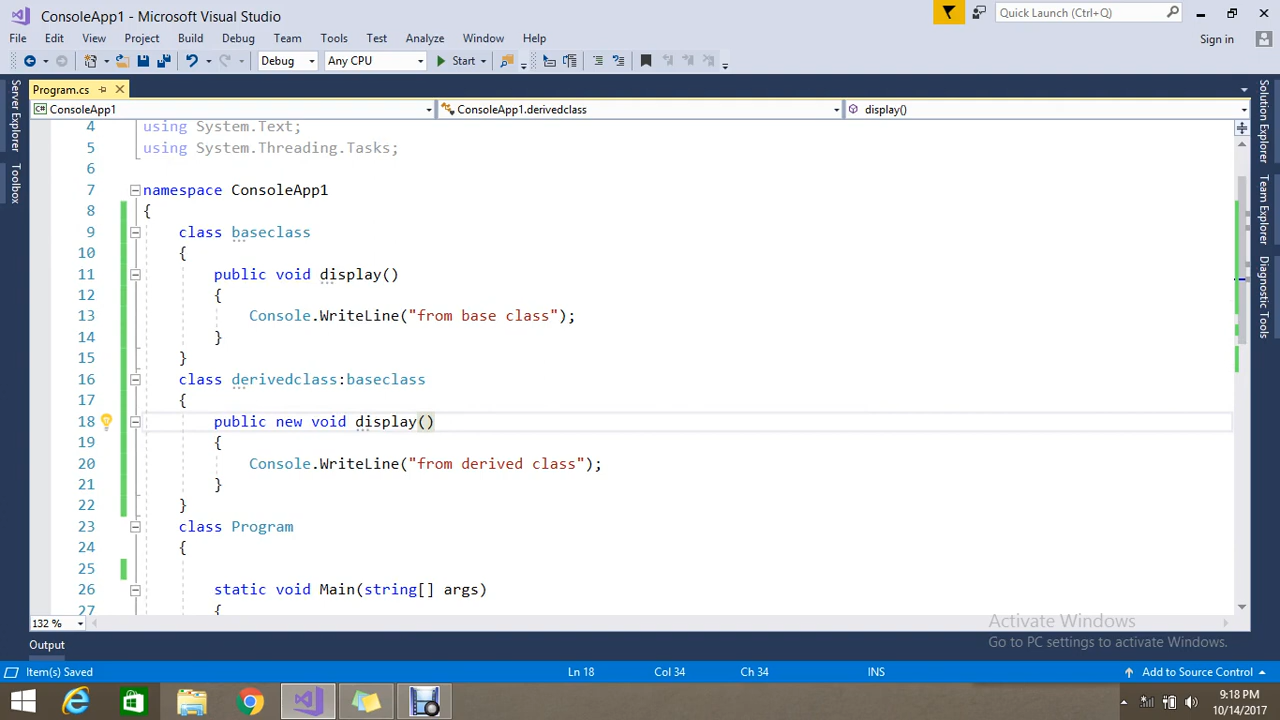 ConsoleApp1 - Microsoft Visual Studio
Quick Launch (Ctrl+Q)
File Edit View Project Build Debug Team Tools Test Analyze Window Help
Sign in
Debug Any CPU Start
Program.cs
ConsoleApp1 ConsoleApp1.derivedclass display()
Server Explorer
Toolbox
Solution Explorer
Team Explorer
Diagnostic Tools
4 using System.Text;
5 using System.Threading.Tasks;
6
7 namespace ConsoleApp1
8 {
9 class baseclass
10 {
11 public void display()
12 {
13 Console.WriteLine("from base class");
14 }
15 }
16 class derivedclass:baseclass
17 {
18 public new void display()
19 {
20 Console.WriteLine("from derived class");
21 }
22 }
23 class Program
24 {
25
26 static void Main(string[] args)
27 {
132 %
Activate Windows
Go to PC settings to activate Windows.
Output
Item(s) Saved Ln 18 Col 34 Ch 34 INS Add to Source Control
9:18 PM
10/14/2017